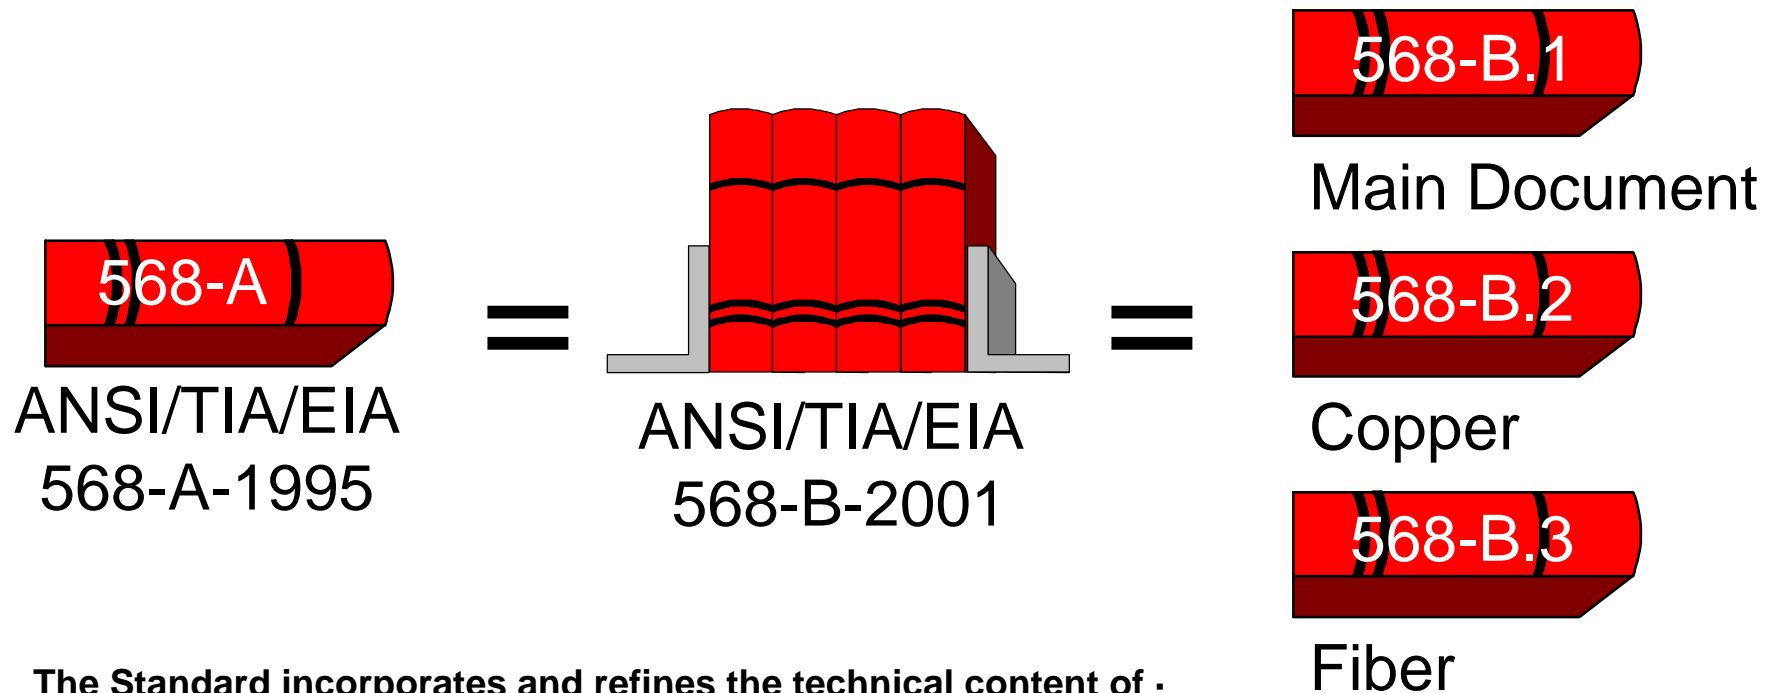 568-A
ANSI/TIA/EIA
568-A-1995
=
ANSI/TIA/EIA
568-B-2001
=
568-B.1
Main Document
568-B.2
Copper
568-B.3
Fiber
The Standard incorporates and refines the technical content of :